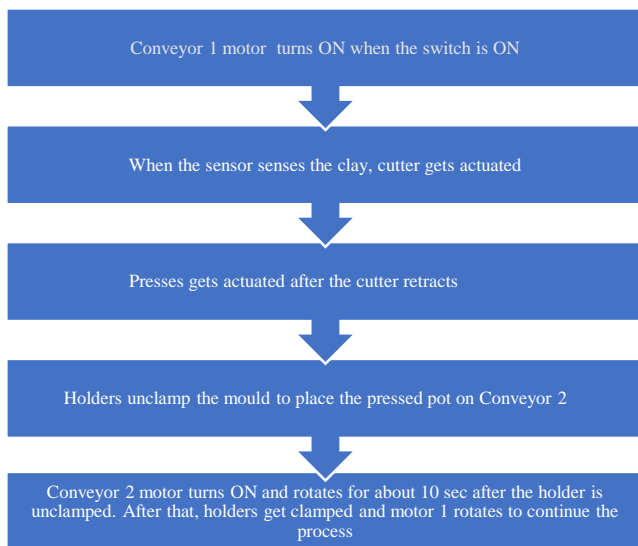 Conveyor 1 motor turns ON when the switch is ON
When the sensor senses the clay, cutter gets actuated
Presses gets actuated after the cutter retracts
Holders unclamp the mould to place the pressed pot on Conveyor 2
Conveyor 2 motor turns ON and rotates for about 10 sec after the holder is
unclamped. After that, holders get clamped and motor 1 rotates to continue the
process